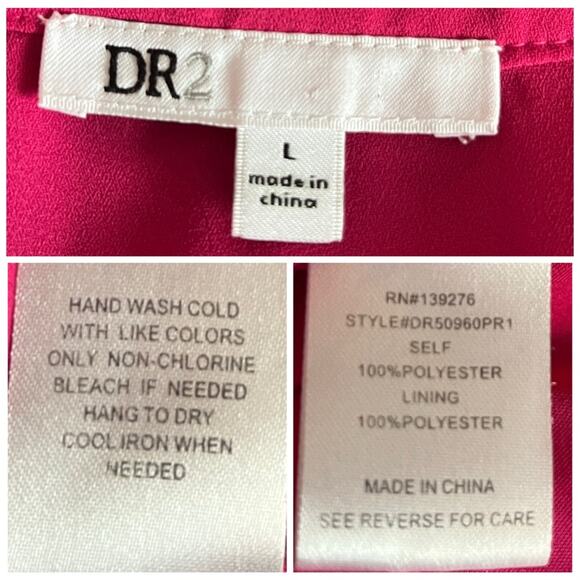 DR2
L
made in
china
HAND WASH COLD
WITH LIKE COLORS
ONLY NON-CHLORINE
BLEACH IF NEEDED
HANG TO DRY
COOL IRON WHEN
NEEDED
RN#139276
STYLE#DR50960PR1
SELF
100%POLYESTER
LINING
100%POLYESTER
MADE IN CHINA
SEE REVERSE FOR CARE